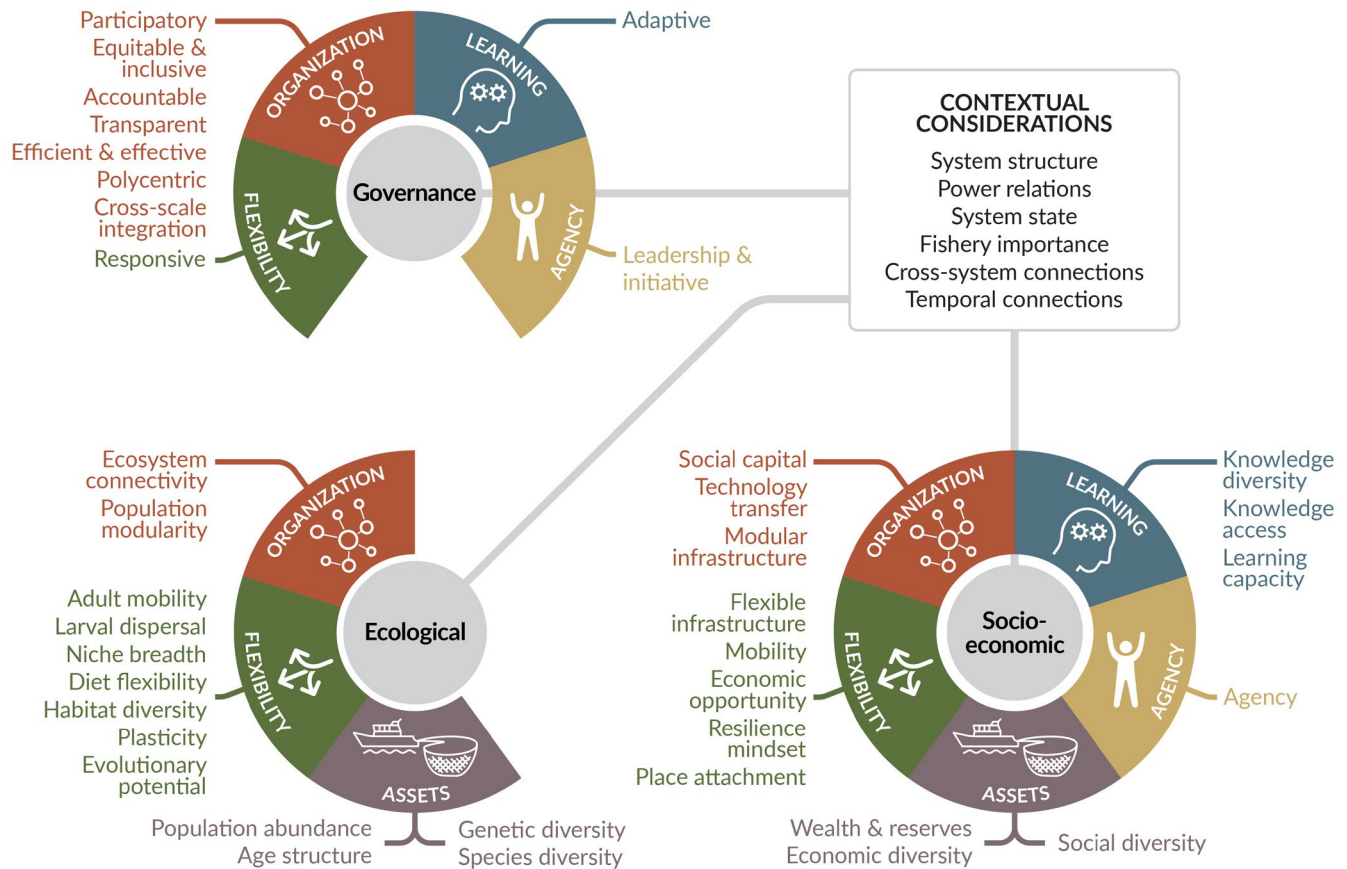 Participatory
Equitable &
inclusive
Accountable
Transparent
Efficient & effective
Polycentric
Cross-scale
integration
Responsive
ORGANIZATION
LEARNING
FLEXIBILITY
AGENCY
Governance
Adaptive
Leadership &
initiative
CONTEXTUAL
CONSIDERATIONS
System structure
Power relations
System state
Fishery importance
Cross-system connections
Temporal connections
Ecosystem
connectivity
Population
modularity
Adult mobility
Larval dispersal
Niche breadth
Diet flexibility
Habitat diversity
Plasticity
Evolutionary
potential
ORGANIZATION
FLEXIBILITY
ASSETS
Ecological
Population abundance
Age structure
Genetic diversity
Species diversity
Social capital
Technology
transfer
Modular
infrastructure
Flexible
infrastructure
Mobility
Economic
opportunity
Resilience
mindset
Place attachment
ORGANIZATION
LEARNING
FLEXIBILITY
AGENCY
ASSETS
Socio-
economic
Knowledge
diversity
Knowledge
access
Learning
capacity
Agency
Wealth & reserves
Economic diversity
Social diversity